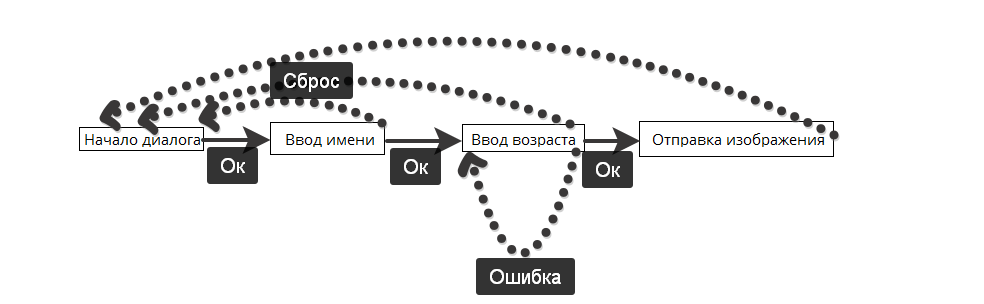 Сброс
Начало диалога
Ввод имени
Ввод возраста
Отправка изображения
Ок
Ок
Ок
Ошибка